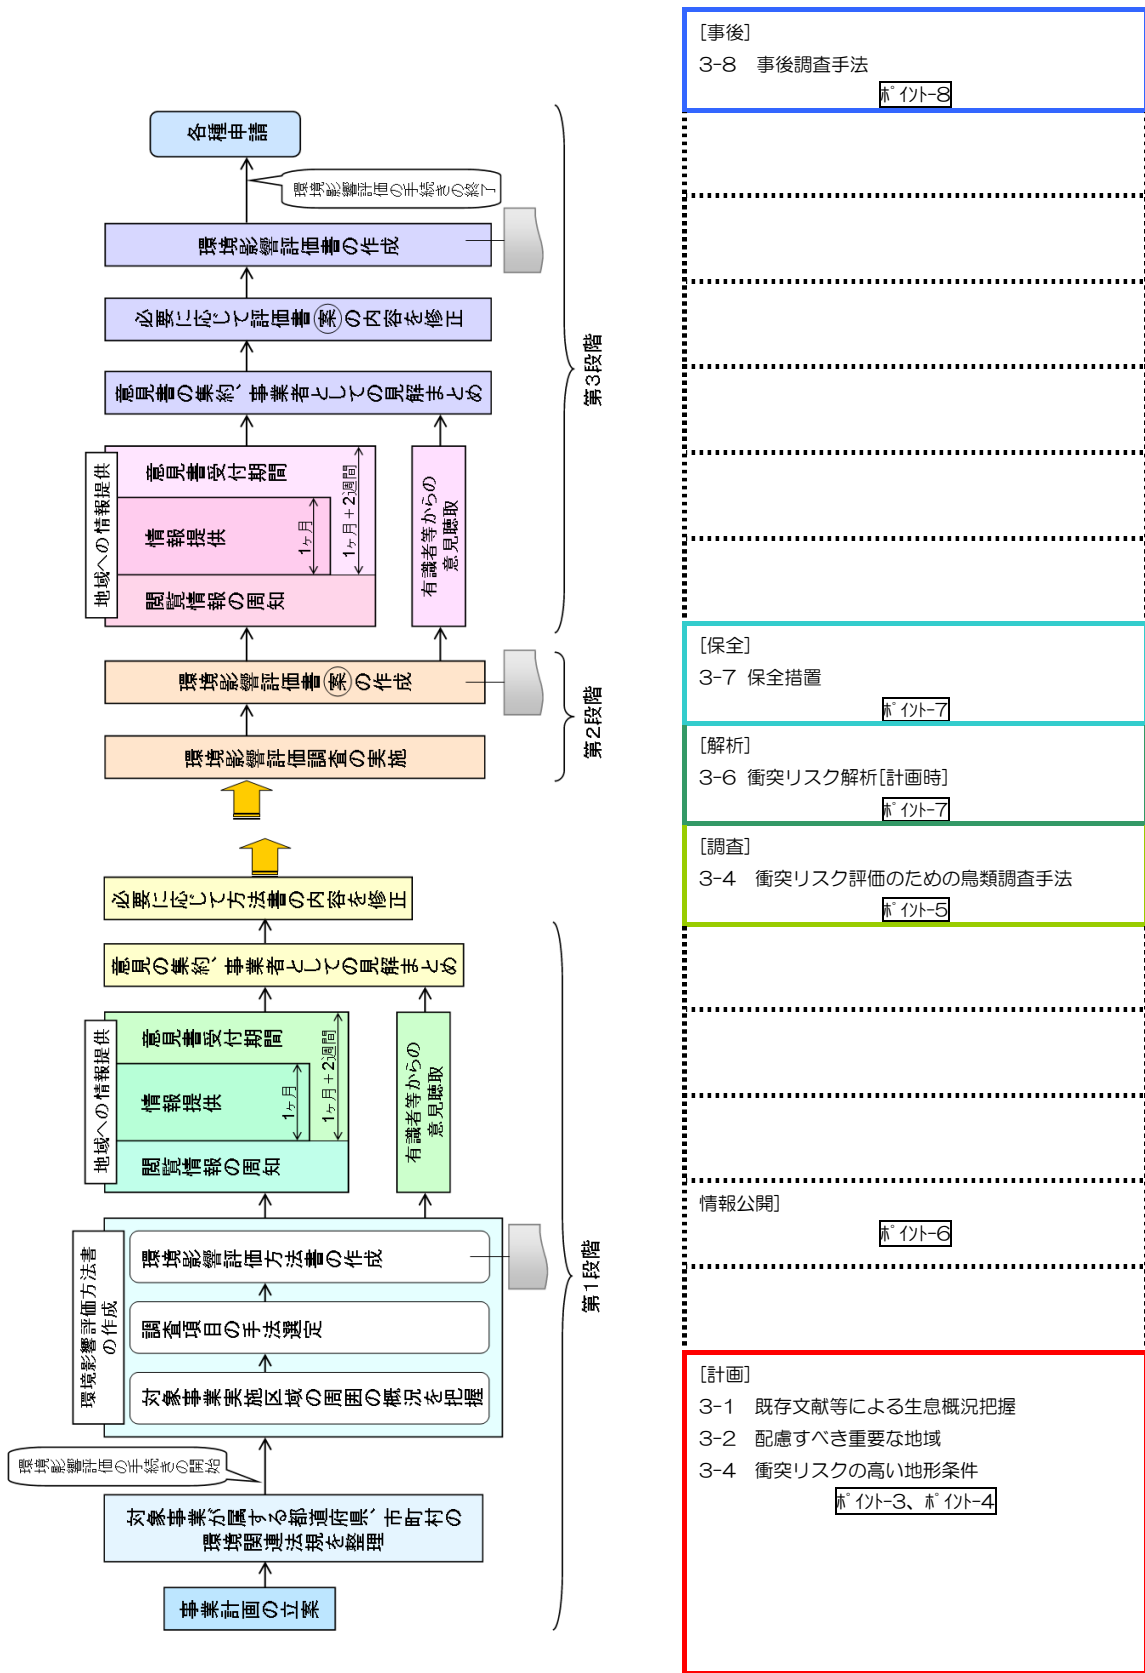 各種申請
環境影響評価の手続きの終了
環境影響評価書の作成
必要に応じて評価書案の内容を修正
意見書の集約、事業者としての見解まとめ
地域への情報提供
意見書受付期間
情報提供
閲覧情報の周知
1ヶ月
1ヶ月+2週間
有識者等からの
意見聴取
第3段階
環境影響評価書案の作成
環境影響評価調査の実施
第2段階
必要に応じて方法書の内容を修正
意見の集約、事業者としての見解まとめ
地域への情報提供
意見書受付期間
情報提供
閲覧情報の周知
1ヶ月
1ヶ月+2週間
有識者等からの
意見聴取
環境影響評価方法書
の作成
環境影響評価方法書の作成
調査項目の手法選定
対象事業実施区域の周囲の概況を把握
第1段階
環境影響評価の手続きの開始
対象事業が属する都道府県、市町村の
環境関連法規を整理
事業計画の立案
[事後]
3-8 事後調査手法
ﾎﾟｲﾝﾄ-8
[保全]
3-7 保全措置
ﾎﾟｲﾝﾄ-7
[解析]
3-6 衝突リスク解析[計画時]
ﾎﾟｲﾝﾄ-7
[調査]
3-4 衝突リスク評価のための鳥類調査手法
ﾎﾟｲﾝﾄ-5
情報公開]
ﾎﾟｲﾝﾄ-6
[計画]
3-1 既存文献等による生息概況把握
3-2 配慮すべき重要な地域
3-4 衝突リスクの高い地形条件
ﾎﾟｲﾝﾄ-3、ﾎﾟｲﾝﾄ-4